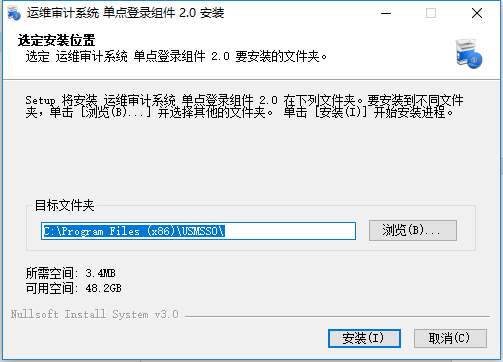 运维审计系统 单点登录组件 2.0 安装
选定安装位置
选定 运维审计系统 单点登录组件 2.0 要安装的文件夹。
Setup 将安装 运维审计系统 单点登录组件 2.0 在下列文件夹。要安装到不同文件
夹，单击 [浏览(B)...] 并选择其他的文件夹。 单击 [安装(I)] 开始安装进程。
目标文件夹
C:\Program Files (x86)\USMSSO\
浏览(B)...
所需空间: 3.4MB
可用空间: 48.2GB
Nullsoft Install System v3.0
安装(I)
取消(C)